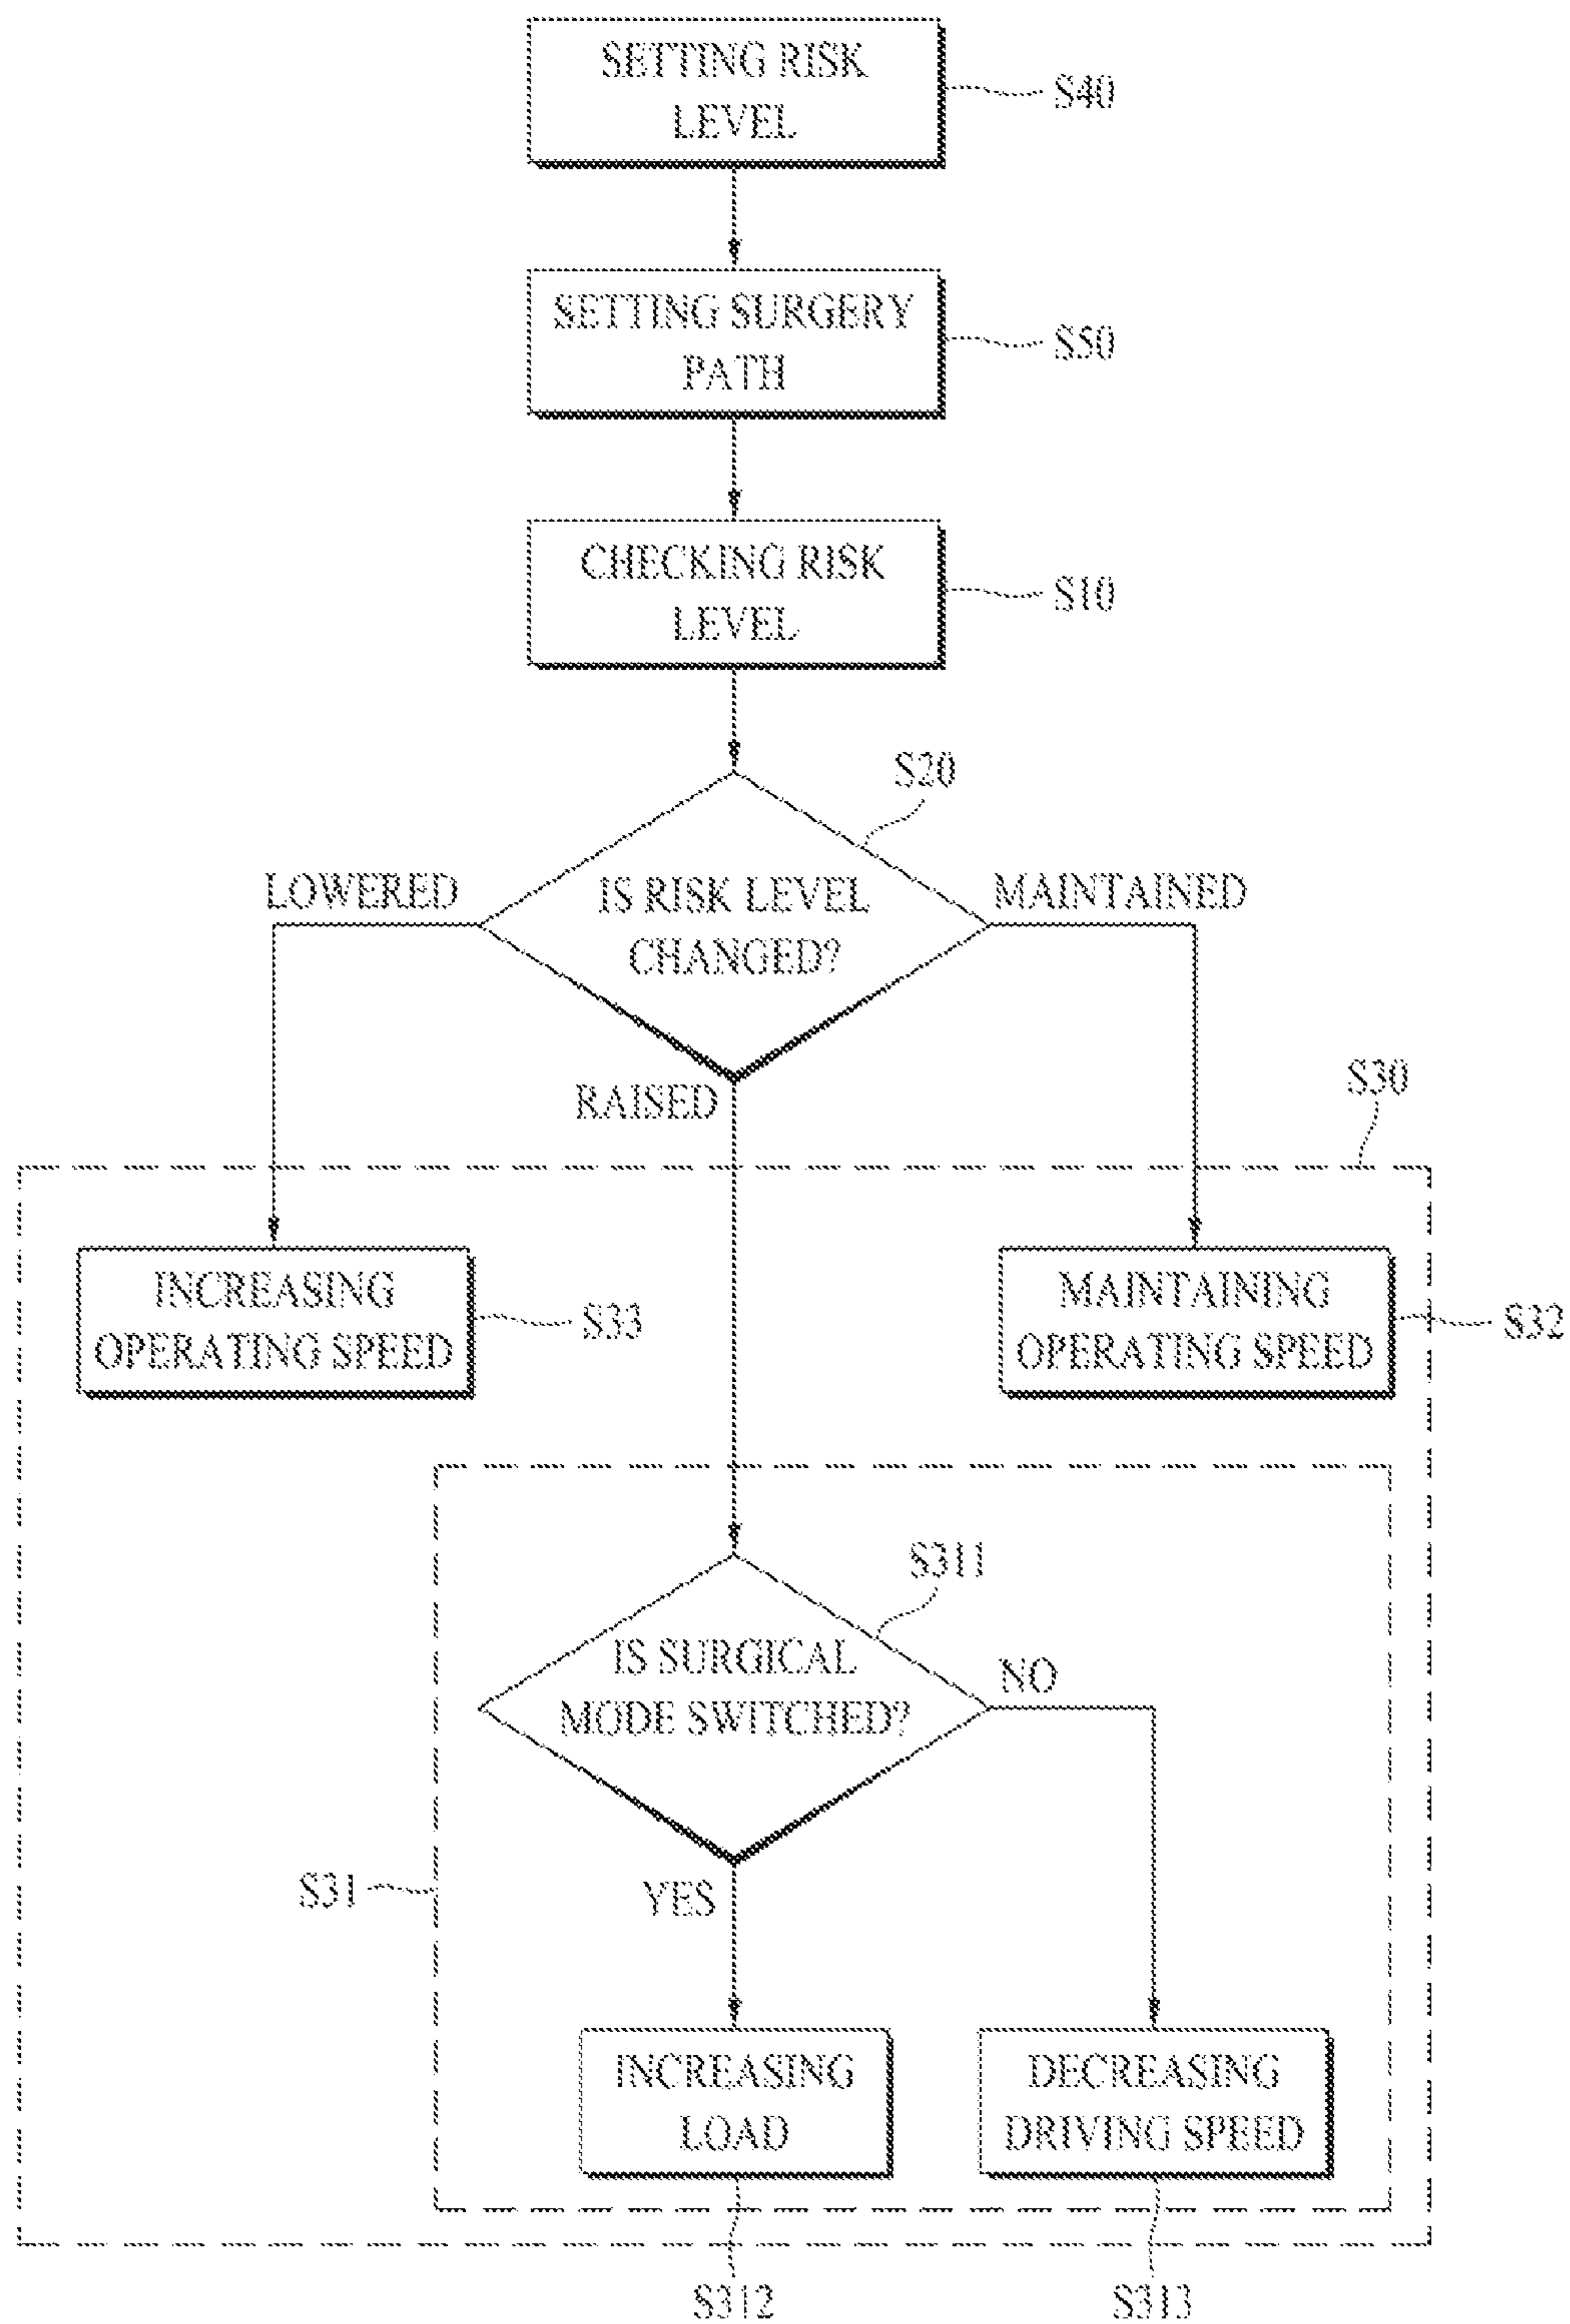 SETTING RISK
LEVEL
S40
SETTING SURGERY
PATH
S50
CHECKING RISK
LEVEL
S10
S20
LOWERED
IS RISK LEVEL
CHANGED?
MAINTAINED
RAISED
S30
INCREASING
OPERATING SPEED
S33
MAINTAINING
OPERATING SPEED
S32
S311
IS SURGICAL
MODE SWITCHED?
NO
S31
YES
INCREASING
LOAD
DECREASING
DRIVING SPEED
S312
S313